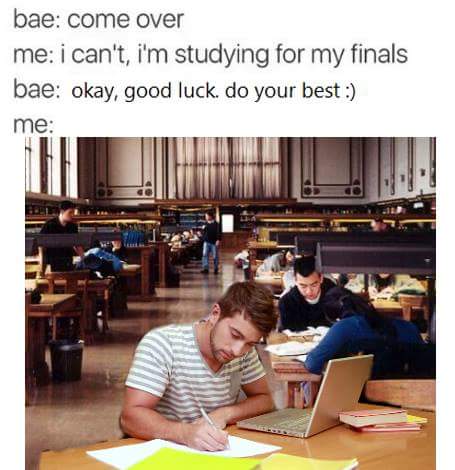 bae: come over
me: i can't, i'm studying for my finals
bae: okay, good luck. do your best :)
me: